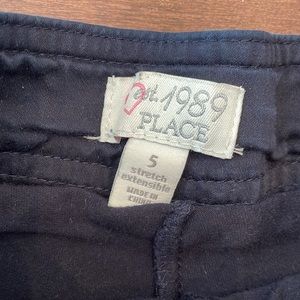 est. 1989
PLACE
5
stretch
extensible
MADE IN
CHINA